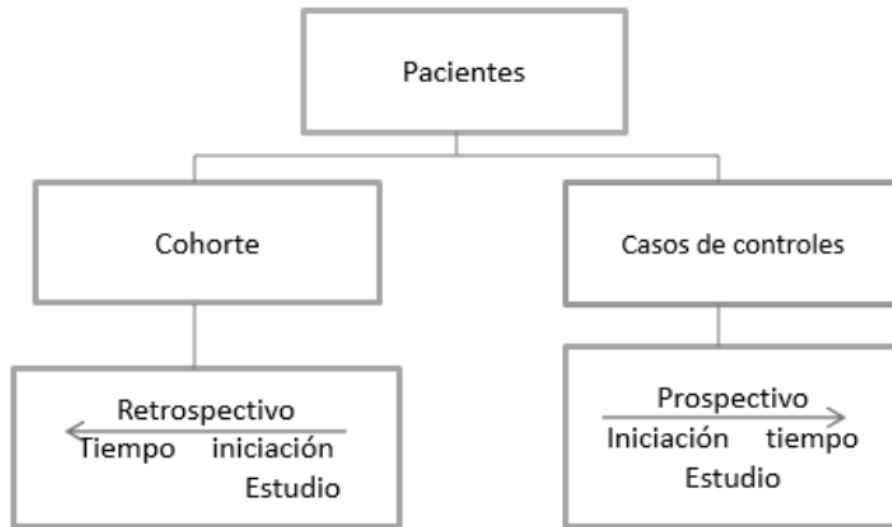 Pacientes
Cohorte
Casos de controles
Retrospectivo
Tiempo iniciación
Estudio
Prospectivo
Iniciación tiempo
Estudio